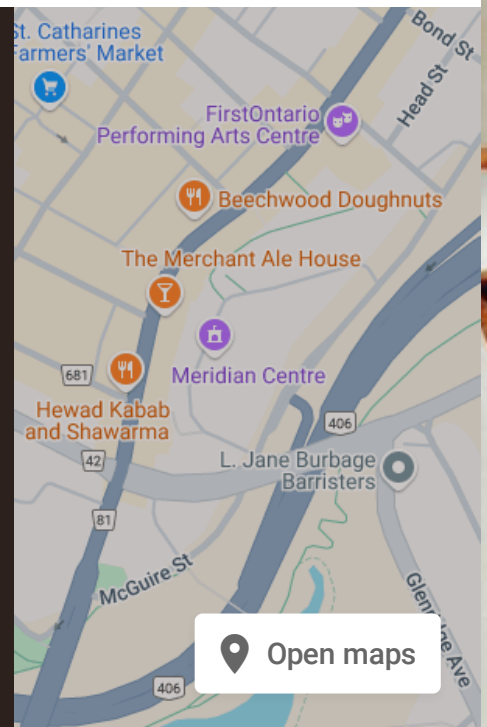 St. Catharines
Farmers' Market
Bond St
Head St
FirstOntario
Performing Arts Centre
Beechwood Doughnuts
The Merchant Ale House
681
Meridian Centre
Hewad Kabab
and Shawarma
406
42
L. Jane Burbage
Barristers
81
McGuire St
Open maps
406